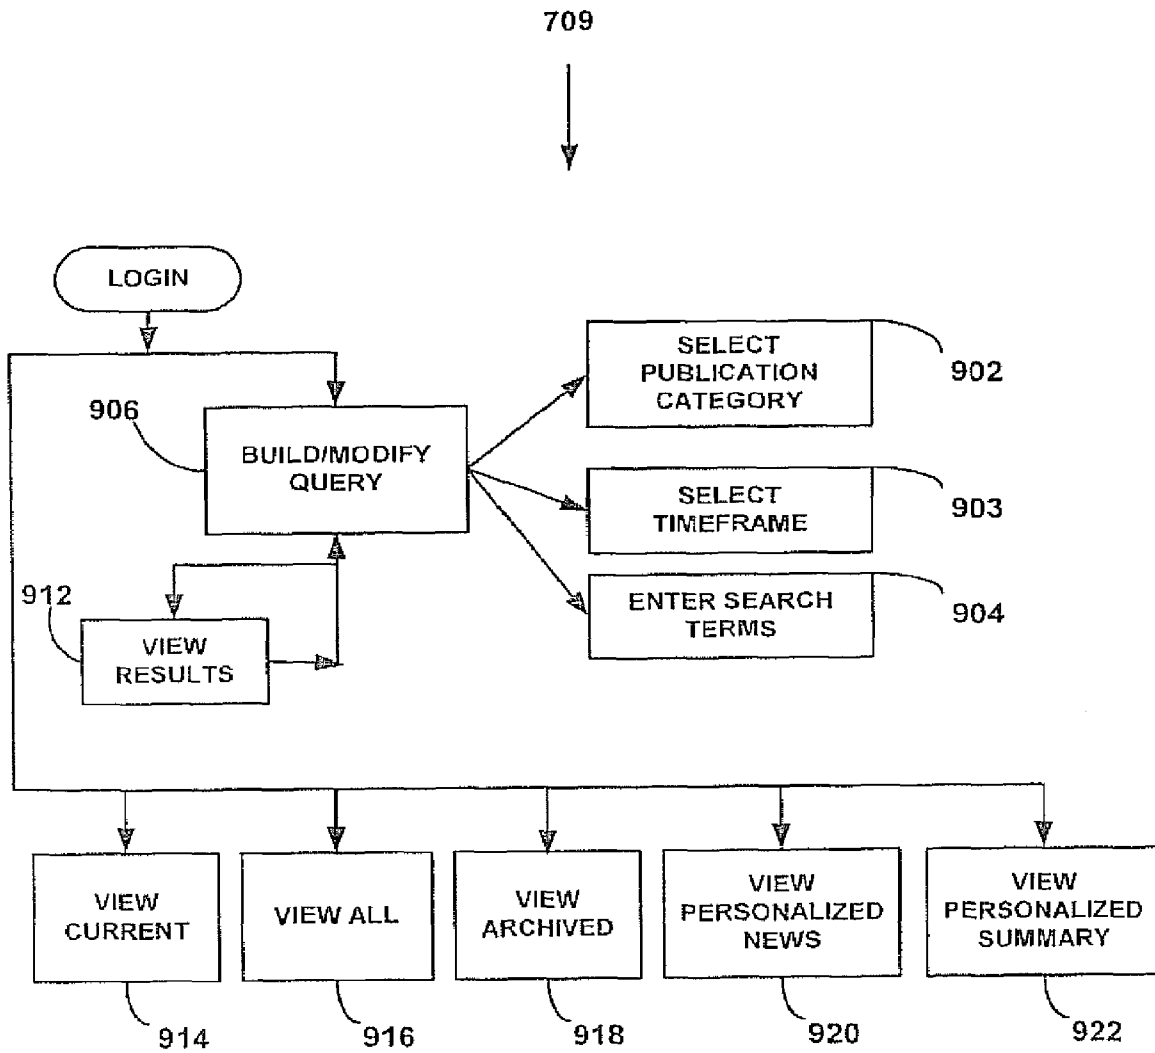 709
LOGIN
SELECT
PUBLICATION
CATEGORY
902
906
BUILD/MODIFY
QUERY
SELECT
TIMEFRAME
903
912
VIEW
RESULTS
ENTER SEARCH
TERMS
904
VIEW
CURRENT
VIEW ALL
VIEW
ARCHIVED
VIEW
PERSONALIZED
NEWS
VIEW
PERSONALIZED
SUMMARY
914
916
918
920
922